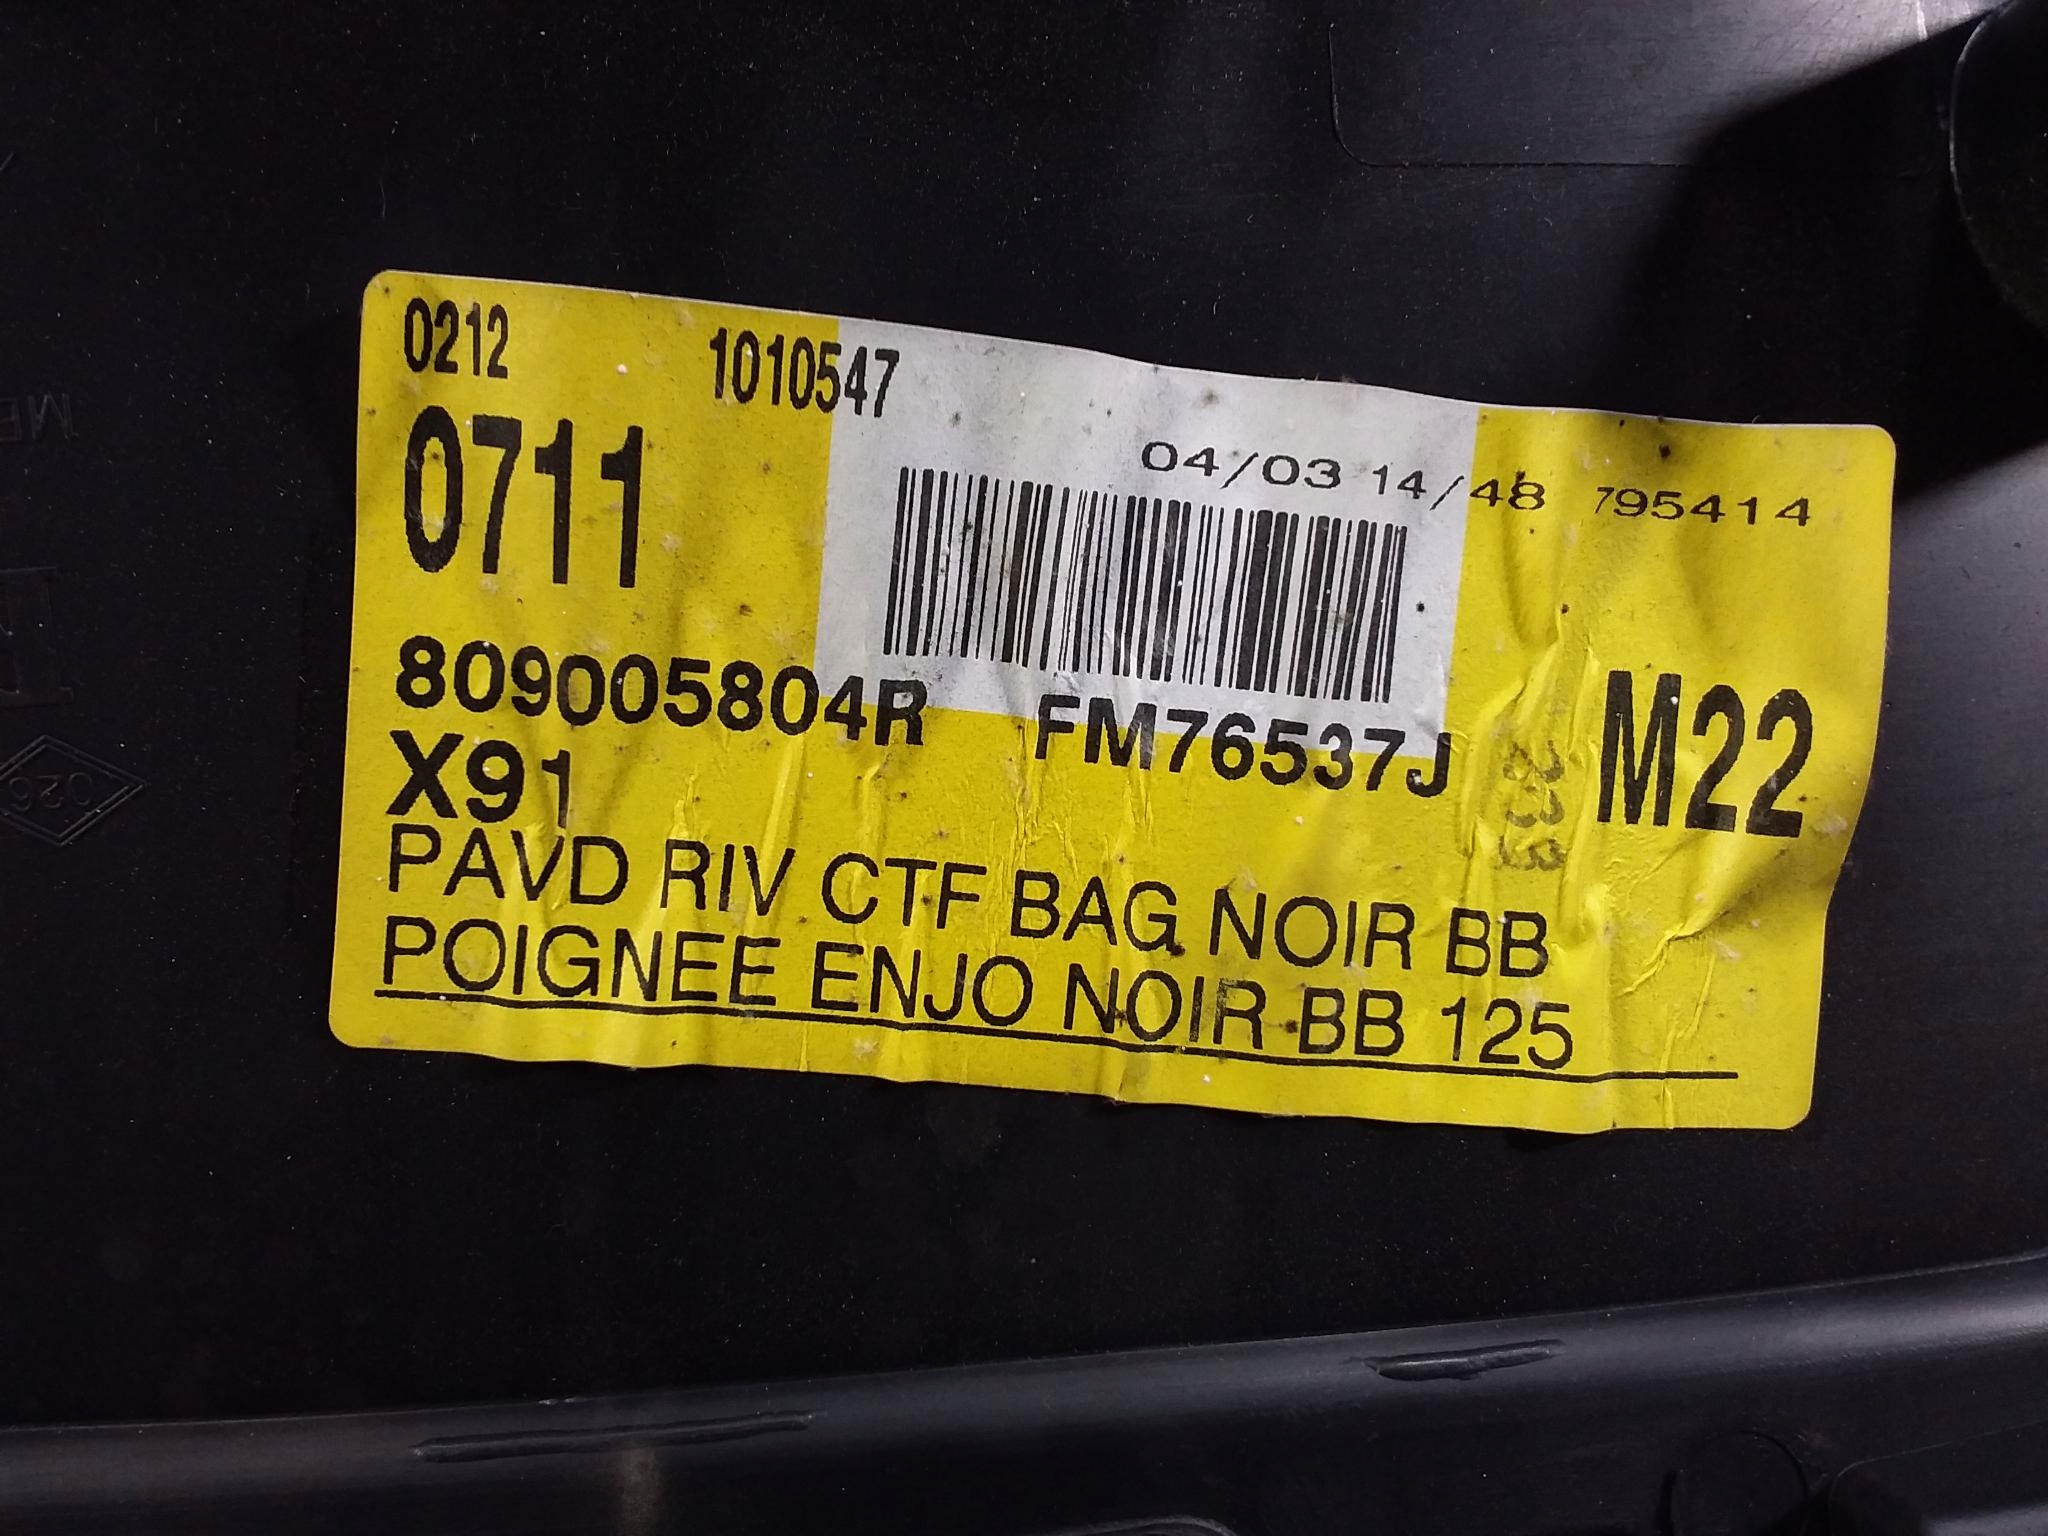 0212 1010547
04/03 14/48 795414
0711
809005804R FM76537J M22
X91
PAVD RIV CTF BAG NOIR BB
POIGNEE ENJO NOIR BB 125
026